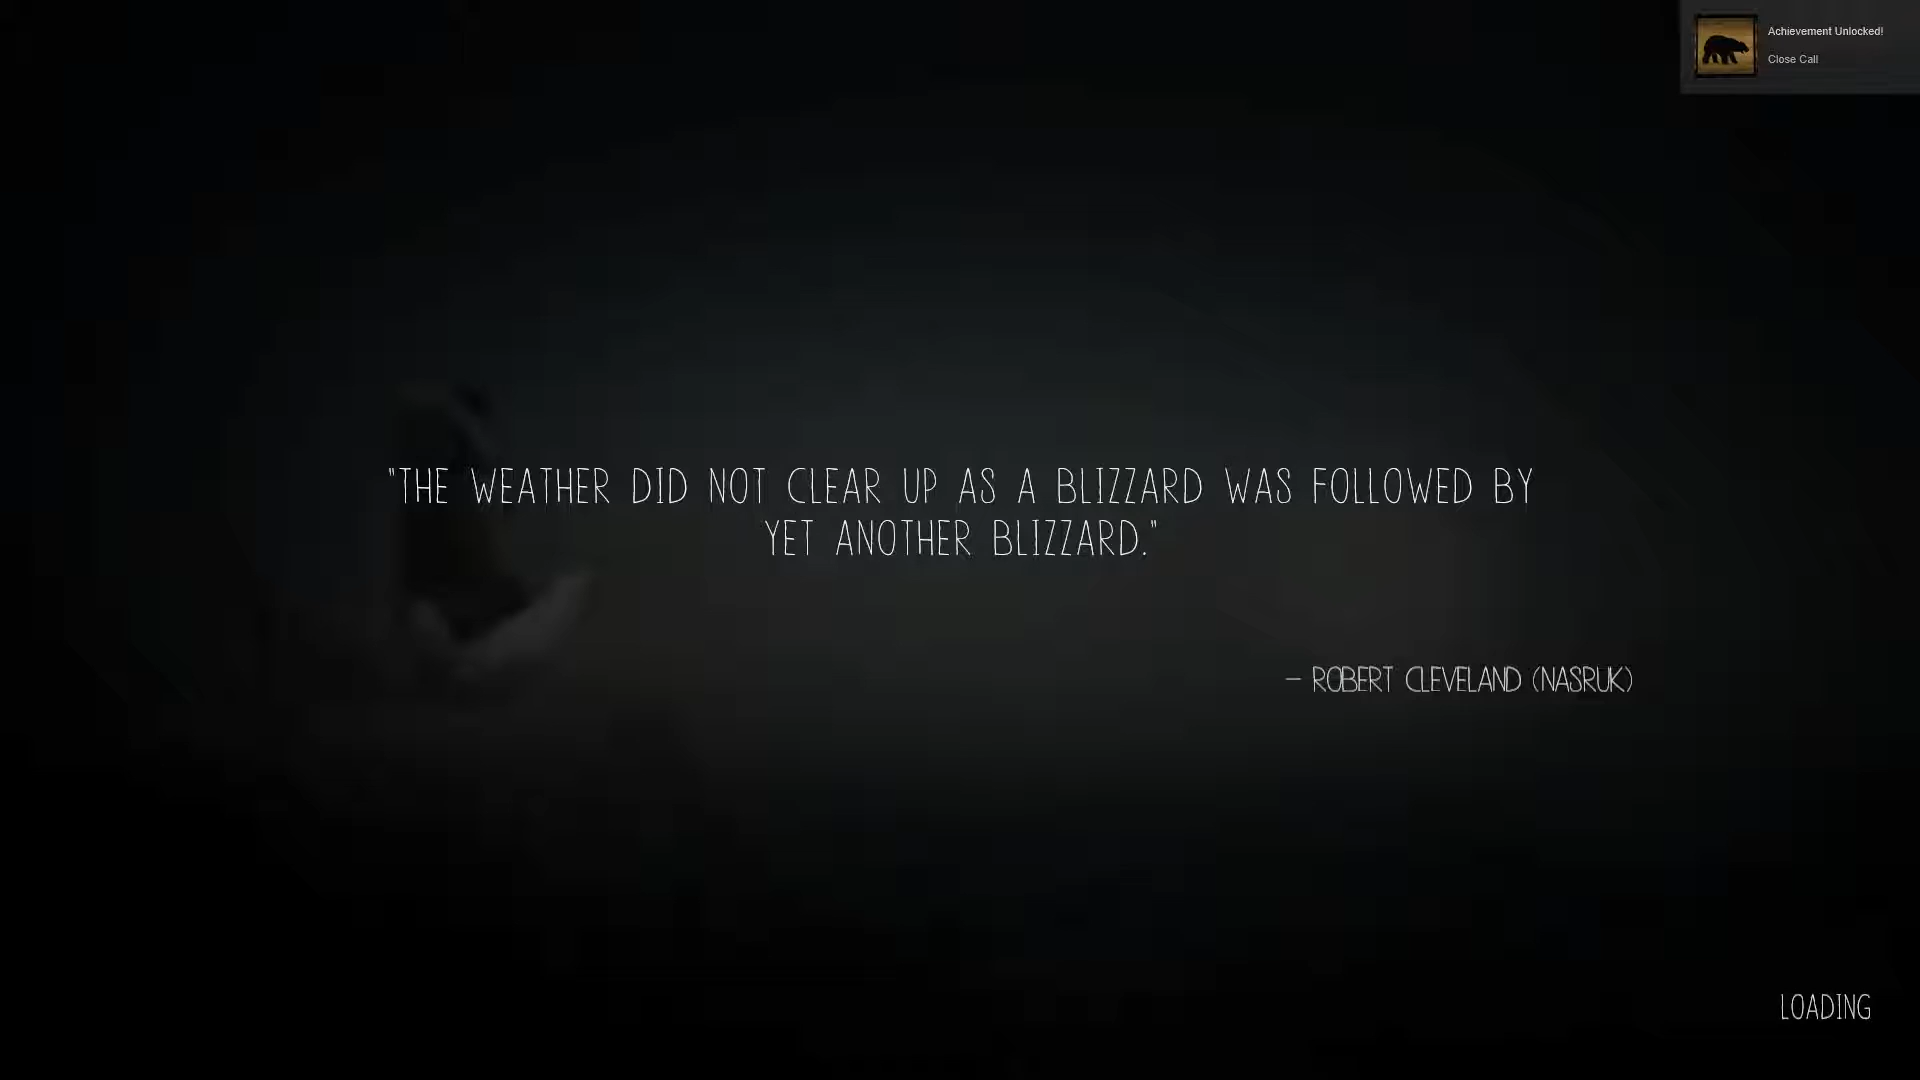 Achievement Unlocked!
Close Call
"THE WEATHER DID NOT CLEAR UP AS A BLIZZARD WAS FOLLOWED BY
YET ANOTHER BLIZZARD."
– ROBERT CLEVELAND (NASRUK)
LOADING